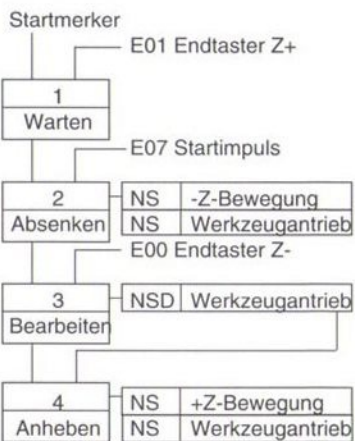 Startmerker
E01 Endtaster Z+
1
Warten
E07 Startimpuls
2 NS -Z-Bewegung
Absenken NS Werkzeugantrieb
E00 Endtaster Z-
3 NSD Werkzeugantrieb
Bearbeiten
4 NS +Z-Bewegung
Anheben NS Werkzeugantrieb